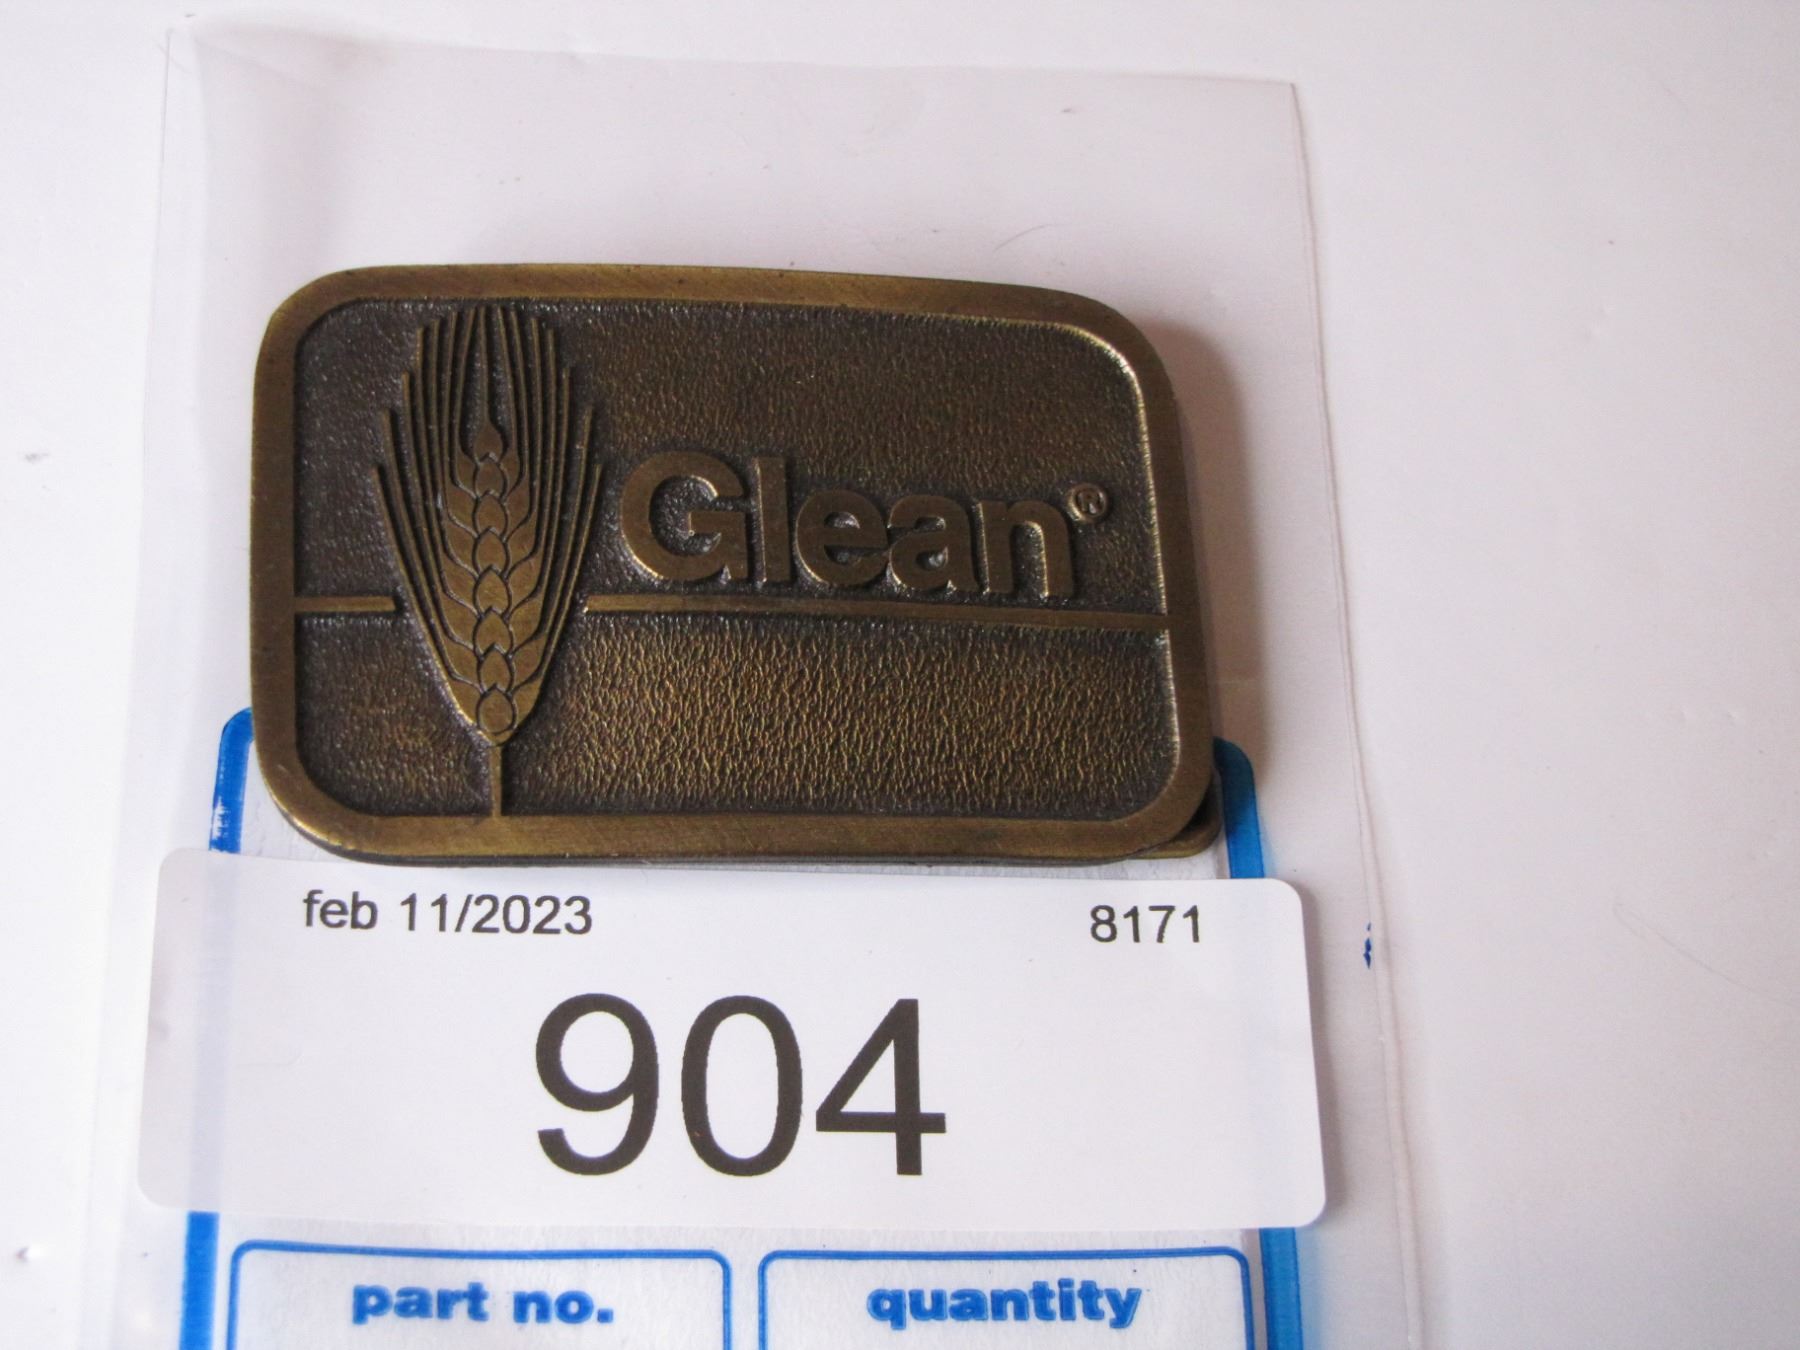 Glean®
feb 11/2023 8171
904
part no. quantity